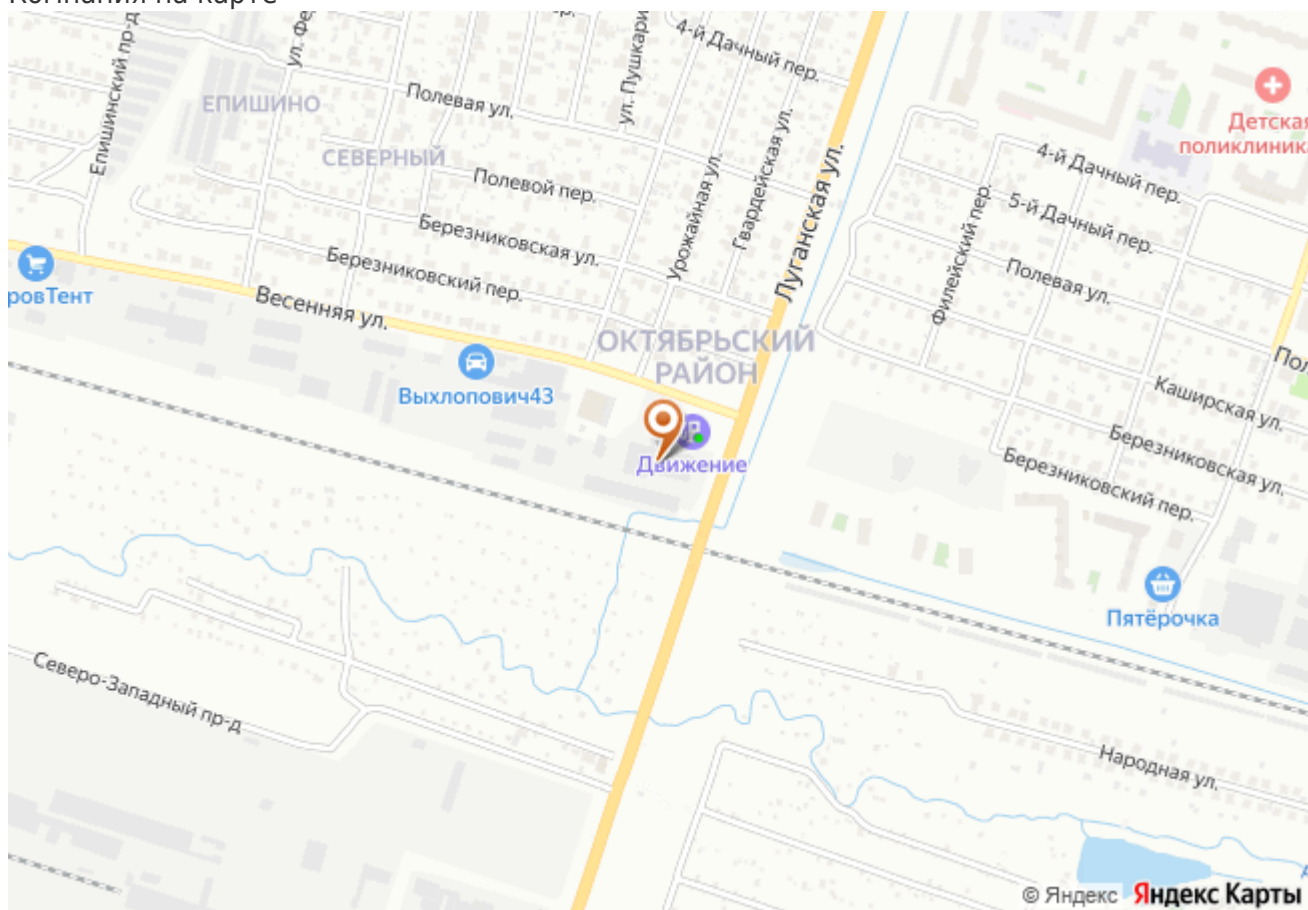 Компания на карте
4-й Дачный пер.
Епишинский пр-д
ул. Фе
ул. Пушкари
ЕПИШИНО
Полевая ул.
Гвардейская ул.
Детская
поликлиника
СЕВЕРНЫЙ
Полевой пер.
Урожайная ул.
Луганская ул.
4-й Дачный пер.
5-й Дачный пер.
Филейский пер.
Березниковская ул.
Березниковский пер.
Полевая ул.
ровТент
Весенняя ул.
ОКТЯБРЬСКИЙ
РАЙОН
Пол
Выхлопович43
Каширская ул.
Движение
Березниковская ул.
Березниковский пер.
Пятёрочка
Северо-Западный пр-д
Народная ул.
© Яндекс Яндекс Карты